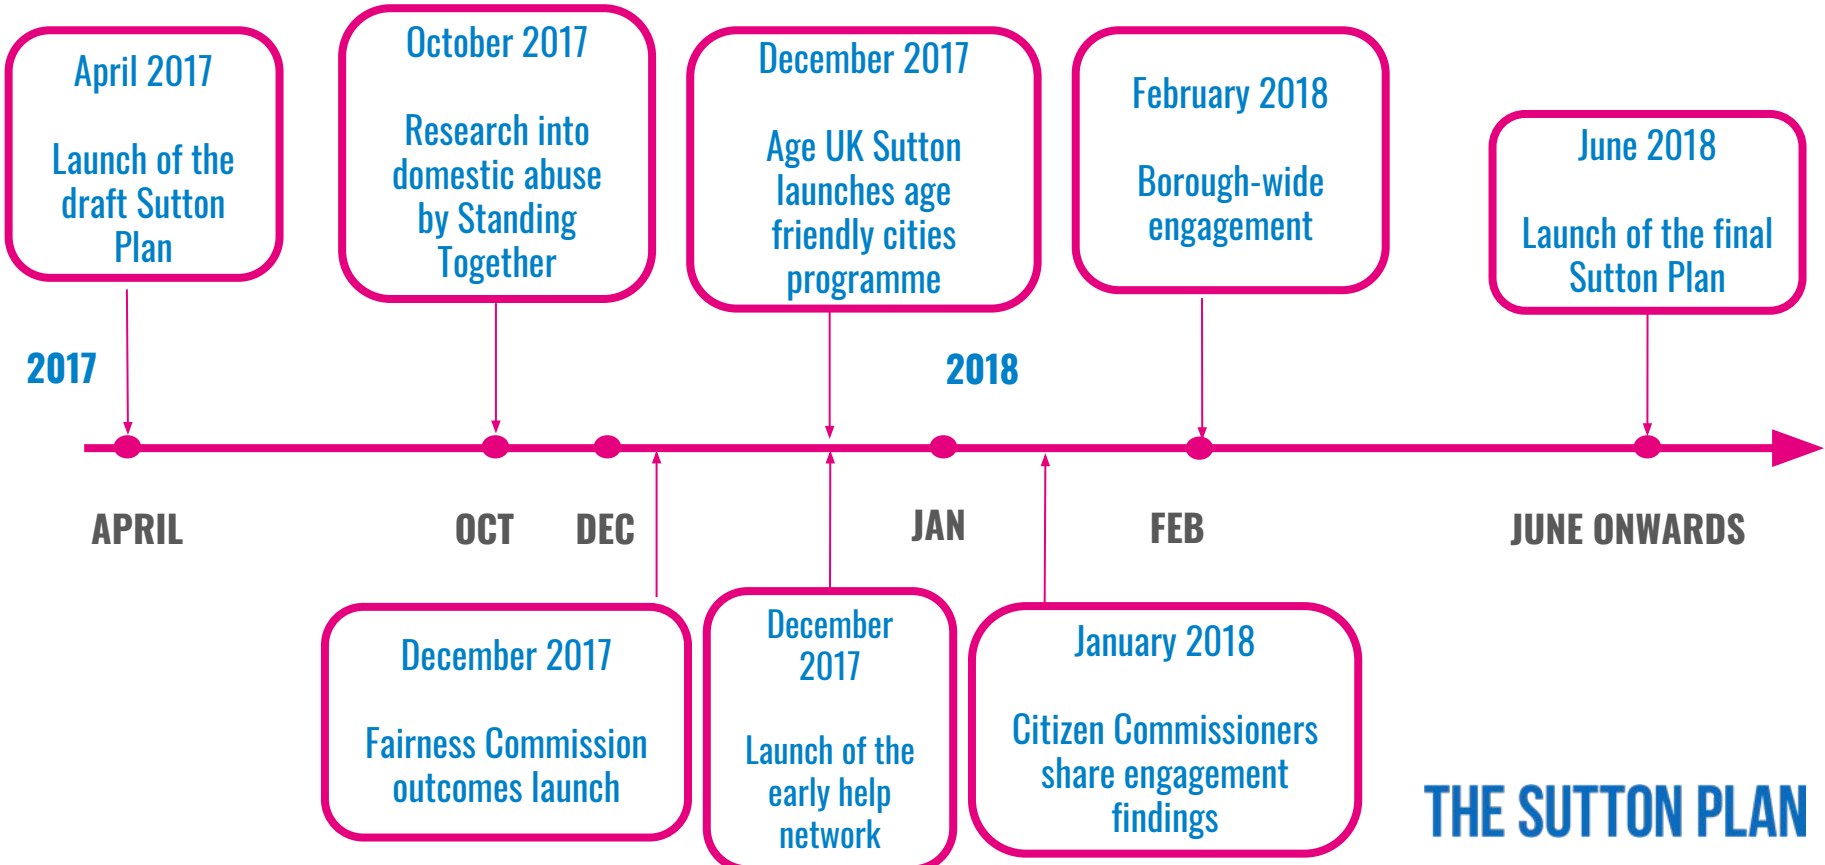 April 2017
Launch of the
draft Sutton
Plan
October 2017
Research into
domestic abuse
by Standing
Together
December 2017
Age UK Sutton
launches age
friendly cities
programme
February 2018
Borough-wide
engagement
June 2018
Launch of the final
Sutton Plan
2017
2018
APRIL
OCT
DEC
JAN
FEB
JUNE ONWARDS
December 2017
Fairness Commission
outcomes launch
December
2017
Launch of the
early help
network
January 2018
Citizen Commissioners
share engagement
findings
THE SUTTON PLAN